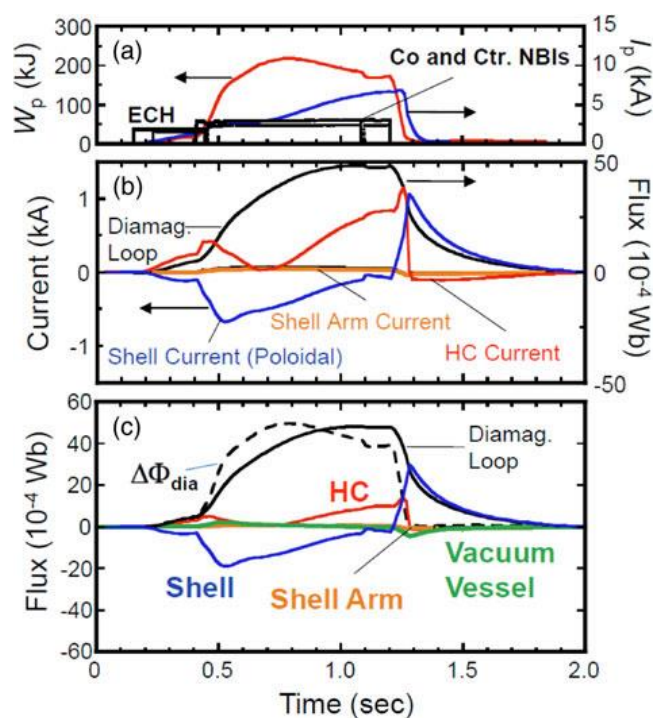 (a)
Co and Ctr. NBIs
ECH
Wp (kJ)
300
200
100
0
Ip (kA)
15
10
5
0
(b)
Diamag.
Loop
Shell Arm Current
Shell Current (Poloidal)
HC Current
Current (kA)
1
0
-1
Flux (10-4 Wb)
50
0
-50
(c)
ΔΦdia
Diamag.
Loop
HC
Shell
Shell Arm
Vacuum
Vessel
Flux (10-4 Wb)
60
40
20
0
-20
-40
-60
0 0.5 1.0 1.5 2.0
Time (sec)